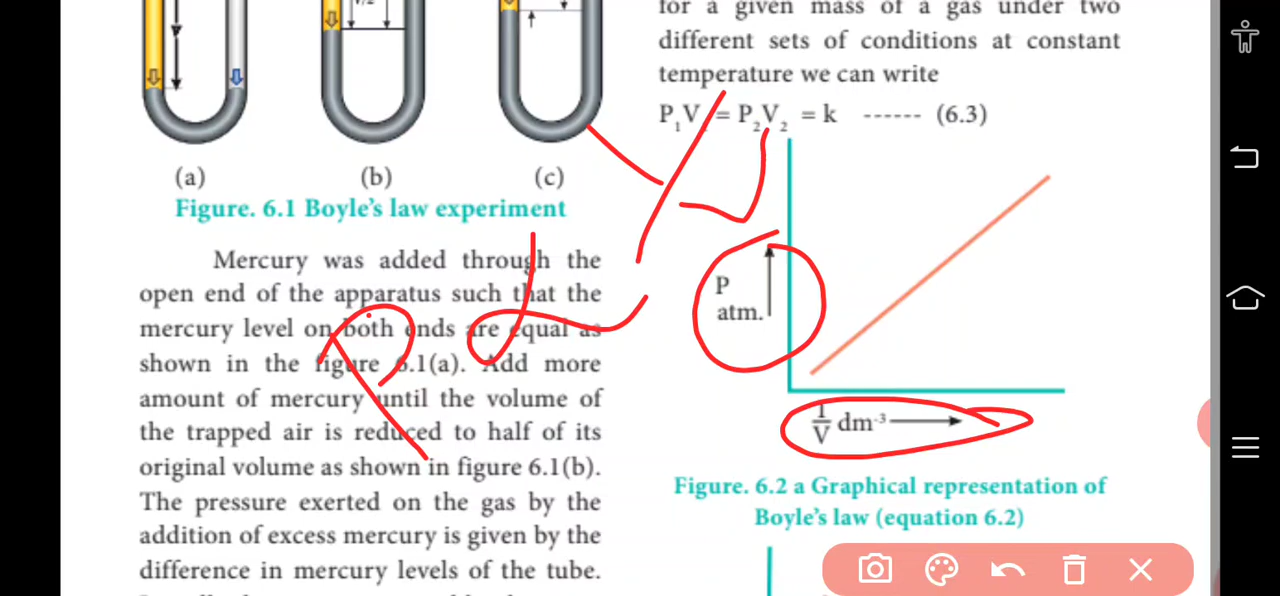 (a)
(b)
(c)
Figure. 6.1 Boyle's law experiment
Mercury was added through the
open end of the apparatus such that the
mercury level on both ends are equal as
shown in the figure 6.1(a). Add more
amount of mercury until the volume of
the trapped air is reduced to half of its
original volume as shown in figure 6.1(b).
The pressure exerted on the gas by the
addition of excess mercury is given by the
difference in mercury levels of the tube.
for a given mass of a gas under two
different sets of conditions at constant
temperature we can write
P₁V₁ = P₂V₂ = k ------ (6.3)
P
atm.
1/V dm⁻³
Figure. 6.2 a Graphical representation of
Boyle's law (equation 6.2)
P α 1/V